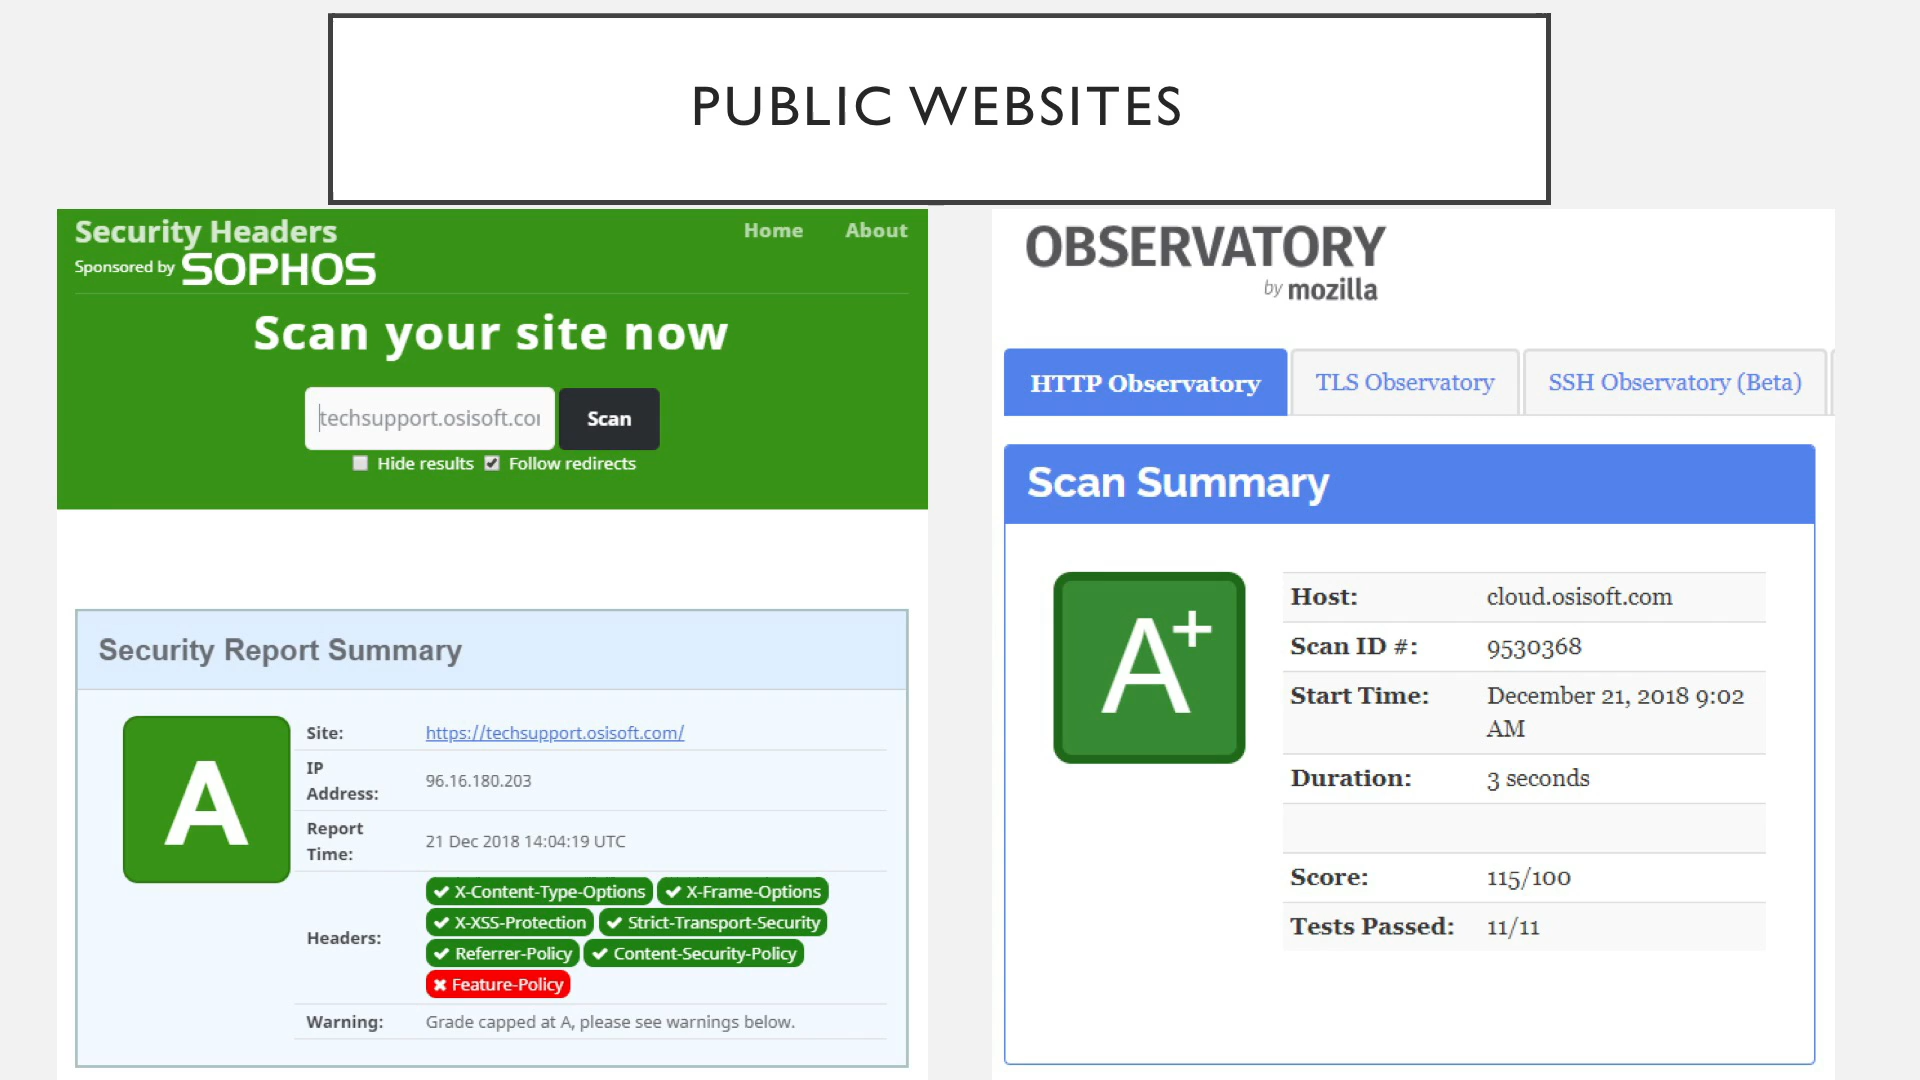 PUBLIC WEBSITES
Security Headers
Home About
Sponsored by SOPHOS
Scan your site now
techsupport.osisoft.co
Scan
Hide results Follow redirects
Security Report Summary
A
Site: https://techsupport.osisoft.com/
IP
Address: 96.16.180.203
Report
Time: 21 Dec 2018 14:04:19 UTC
Headers:
X-Content-Type-Options X-Frame-Options
X-XSS-Protection Strict-Transport-Security
Referrer-Policy Content-Security-Policy
Feature-Policy
Warning: Grade capped at A, please see warnings below.
OBSERVATORY
by mozilla
HTTP Observatory TLS Observatory SSH Observatory (Beta)
Scan Summary
A+
Host: cloud.osisoft.com
Scan ID #: 9530368
Start Time: December 21, 2018 9:02
AM
Duration: 3 seconds
Score: 115/100
Tests Passed: 11/11